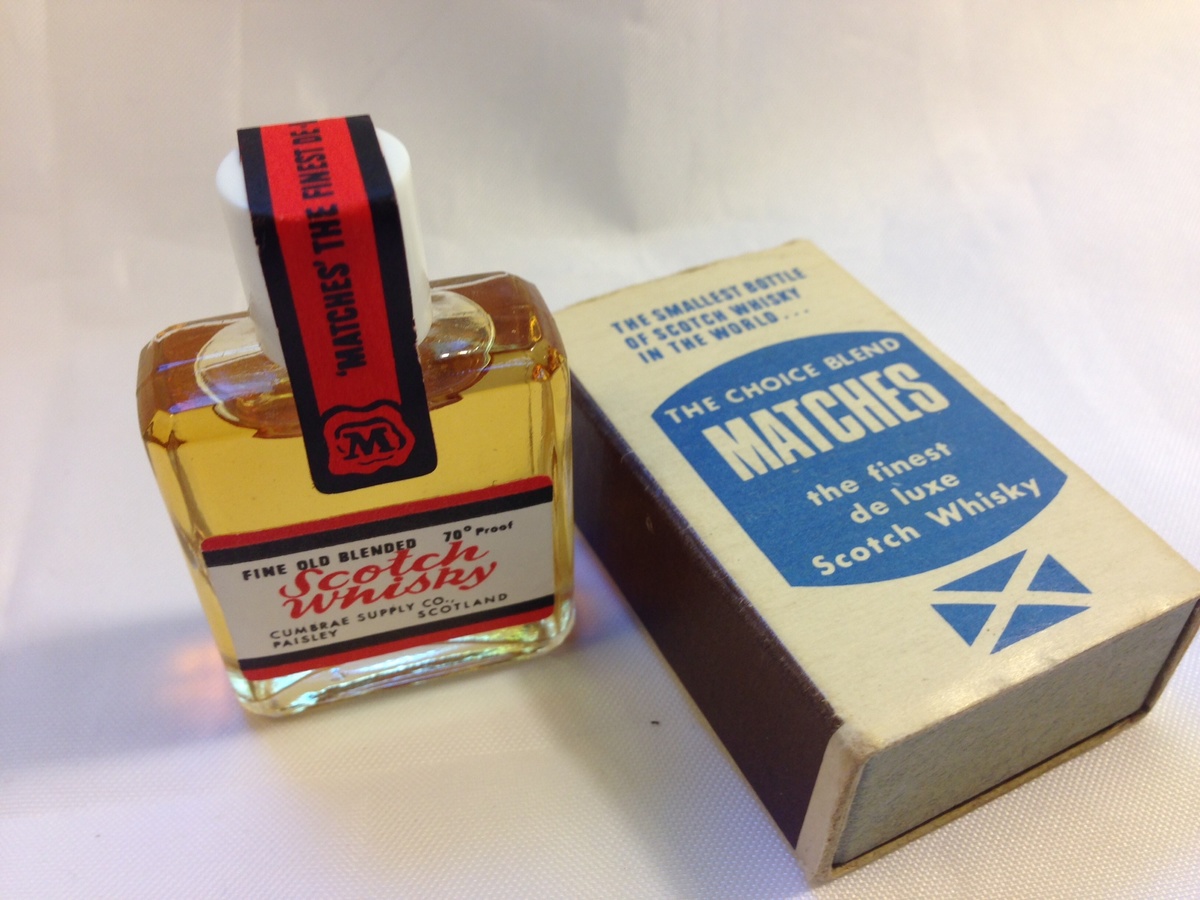 'MATCHES' THE FINEST DE-
M
FINE OLD BLENDED 70° Proof
Scotch
Whisky
CUMBRAE SUPPLY CO.,
PAISLEY SCOTLAND
THE SMALLEST BOTTLE
OF SCOTCH WHISKY
IN THE WORLD...
THE CHOICE BLEND
MATCHES
the finest
de luxe
Scotch Whisky